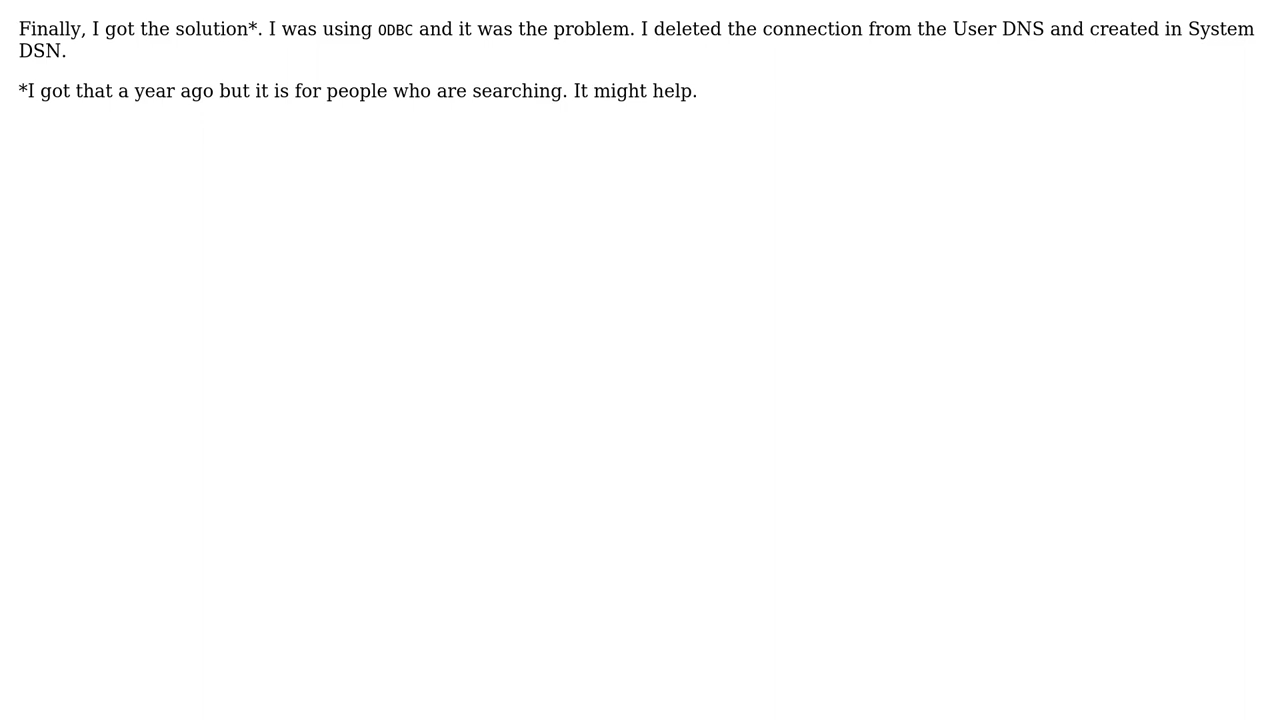 Finally, I got the solution*. I was using ODBC and it was the problem. I deleted the connection from the User DNS and created in System
DSN.
*I got that a year ago but it is for people who are searching. It might help.